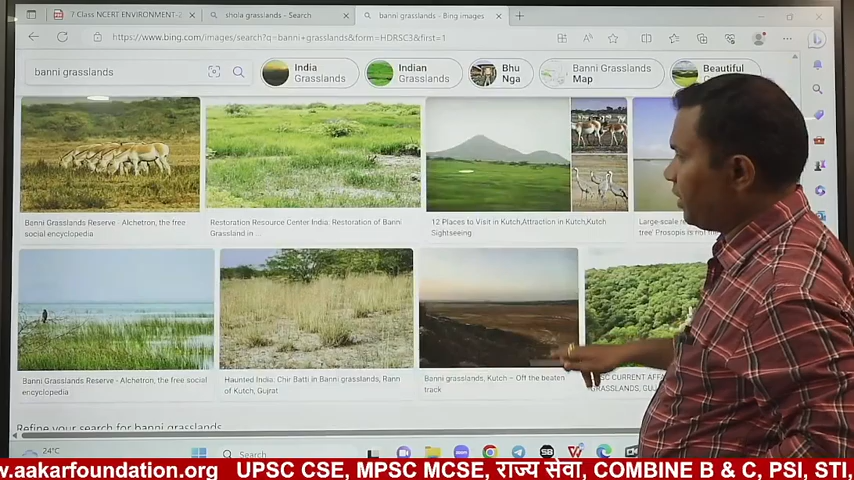 7 Class NCERT ENVIRONMENT-
shola grasslands - Search
banni grasslands - Bing images
https://www.bing.com/images/search?q=banni+grasslands&form=HDRSC3&first=1
banni grasslands
India
Grasslands
Indian
Grasslands
Bhu
Nga
Banni Grasslands
Map
Beautiful
Banni Grasslands Reserve - Alchetron, the free
social encyclopedia
Restoration Resource Center India: Restoration of Banni
Grassland in ...
12 Places to Visit in Kutch,Attraction in Kutch,Kutch
Sightseeing
Large-scale
tree' Prosopis is not
Banni Grasslands Reserve - Alchetron, the free social
encyclopedia
Haunted India: Chir Batti in Banni grasslands, Rann
of Kutch, Gujrat
Banni grasslands, Kutch – Off the beaten
track
CURRENT
GRASSLANDS,
Refine your search for banni grasslands
24°C
Search
w.aakarfoundation.org UPSC CSE, MPSC MCSE, राज्य सेवा, COMBINE B & C, PSI, STI,